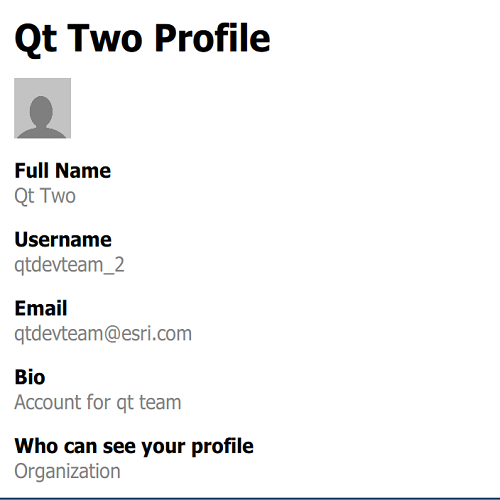 Qt Two Profile
Full Name
Qt Two
Username
qtdevteam_2
Email
qtdevteam@esri.com
Bio
Account for qt team
Who can see your profile
Organization